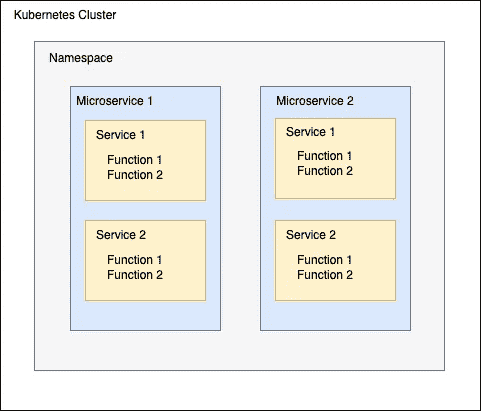 Kubernetes Cluster
Namespace
Microservice 1
Service 1
Function 1
Function 2
Service 2
Function 1
Function 2
Microservice 2
Service 1
Function 1
Function 2
Service 2
Function 1
Function 2